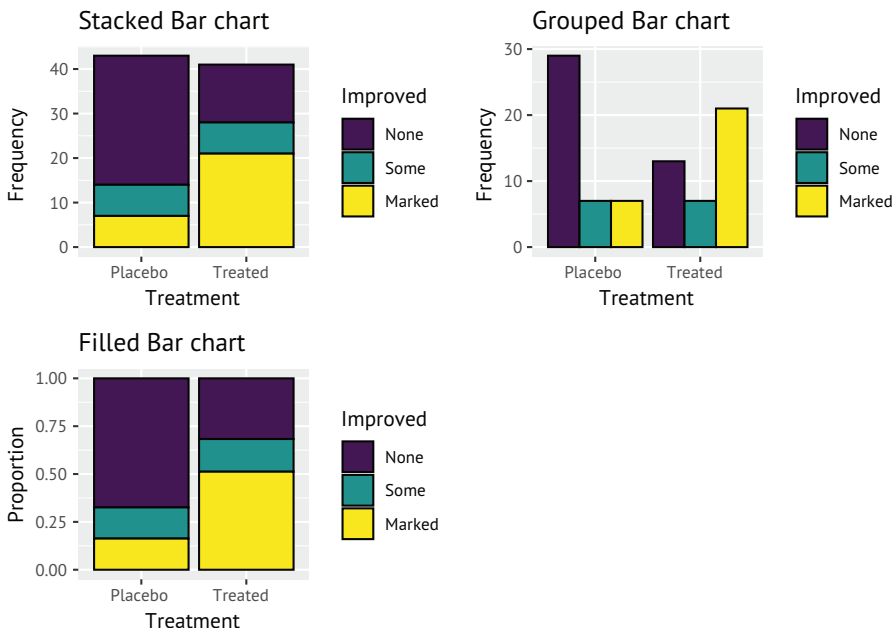 Stacked Bar chart
Frequency
40
30
20
10
0
Placebo
Treated
Treatment
Improved
None
Some
Marked
Grouped Bar chart
Frequency
30
20
10
0
Placebo
Treated
Treatment
Improved
None
Some
Marked
Filled Bar chart
Proportion
1.00
0.75
0.50
0.25
0.00
Placebo
Treated
Treatment
Improved
None
Some
Marked